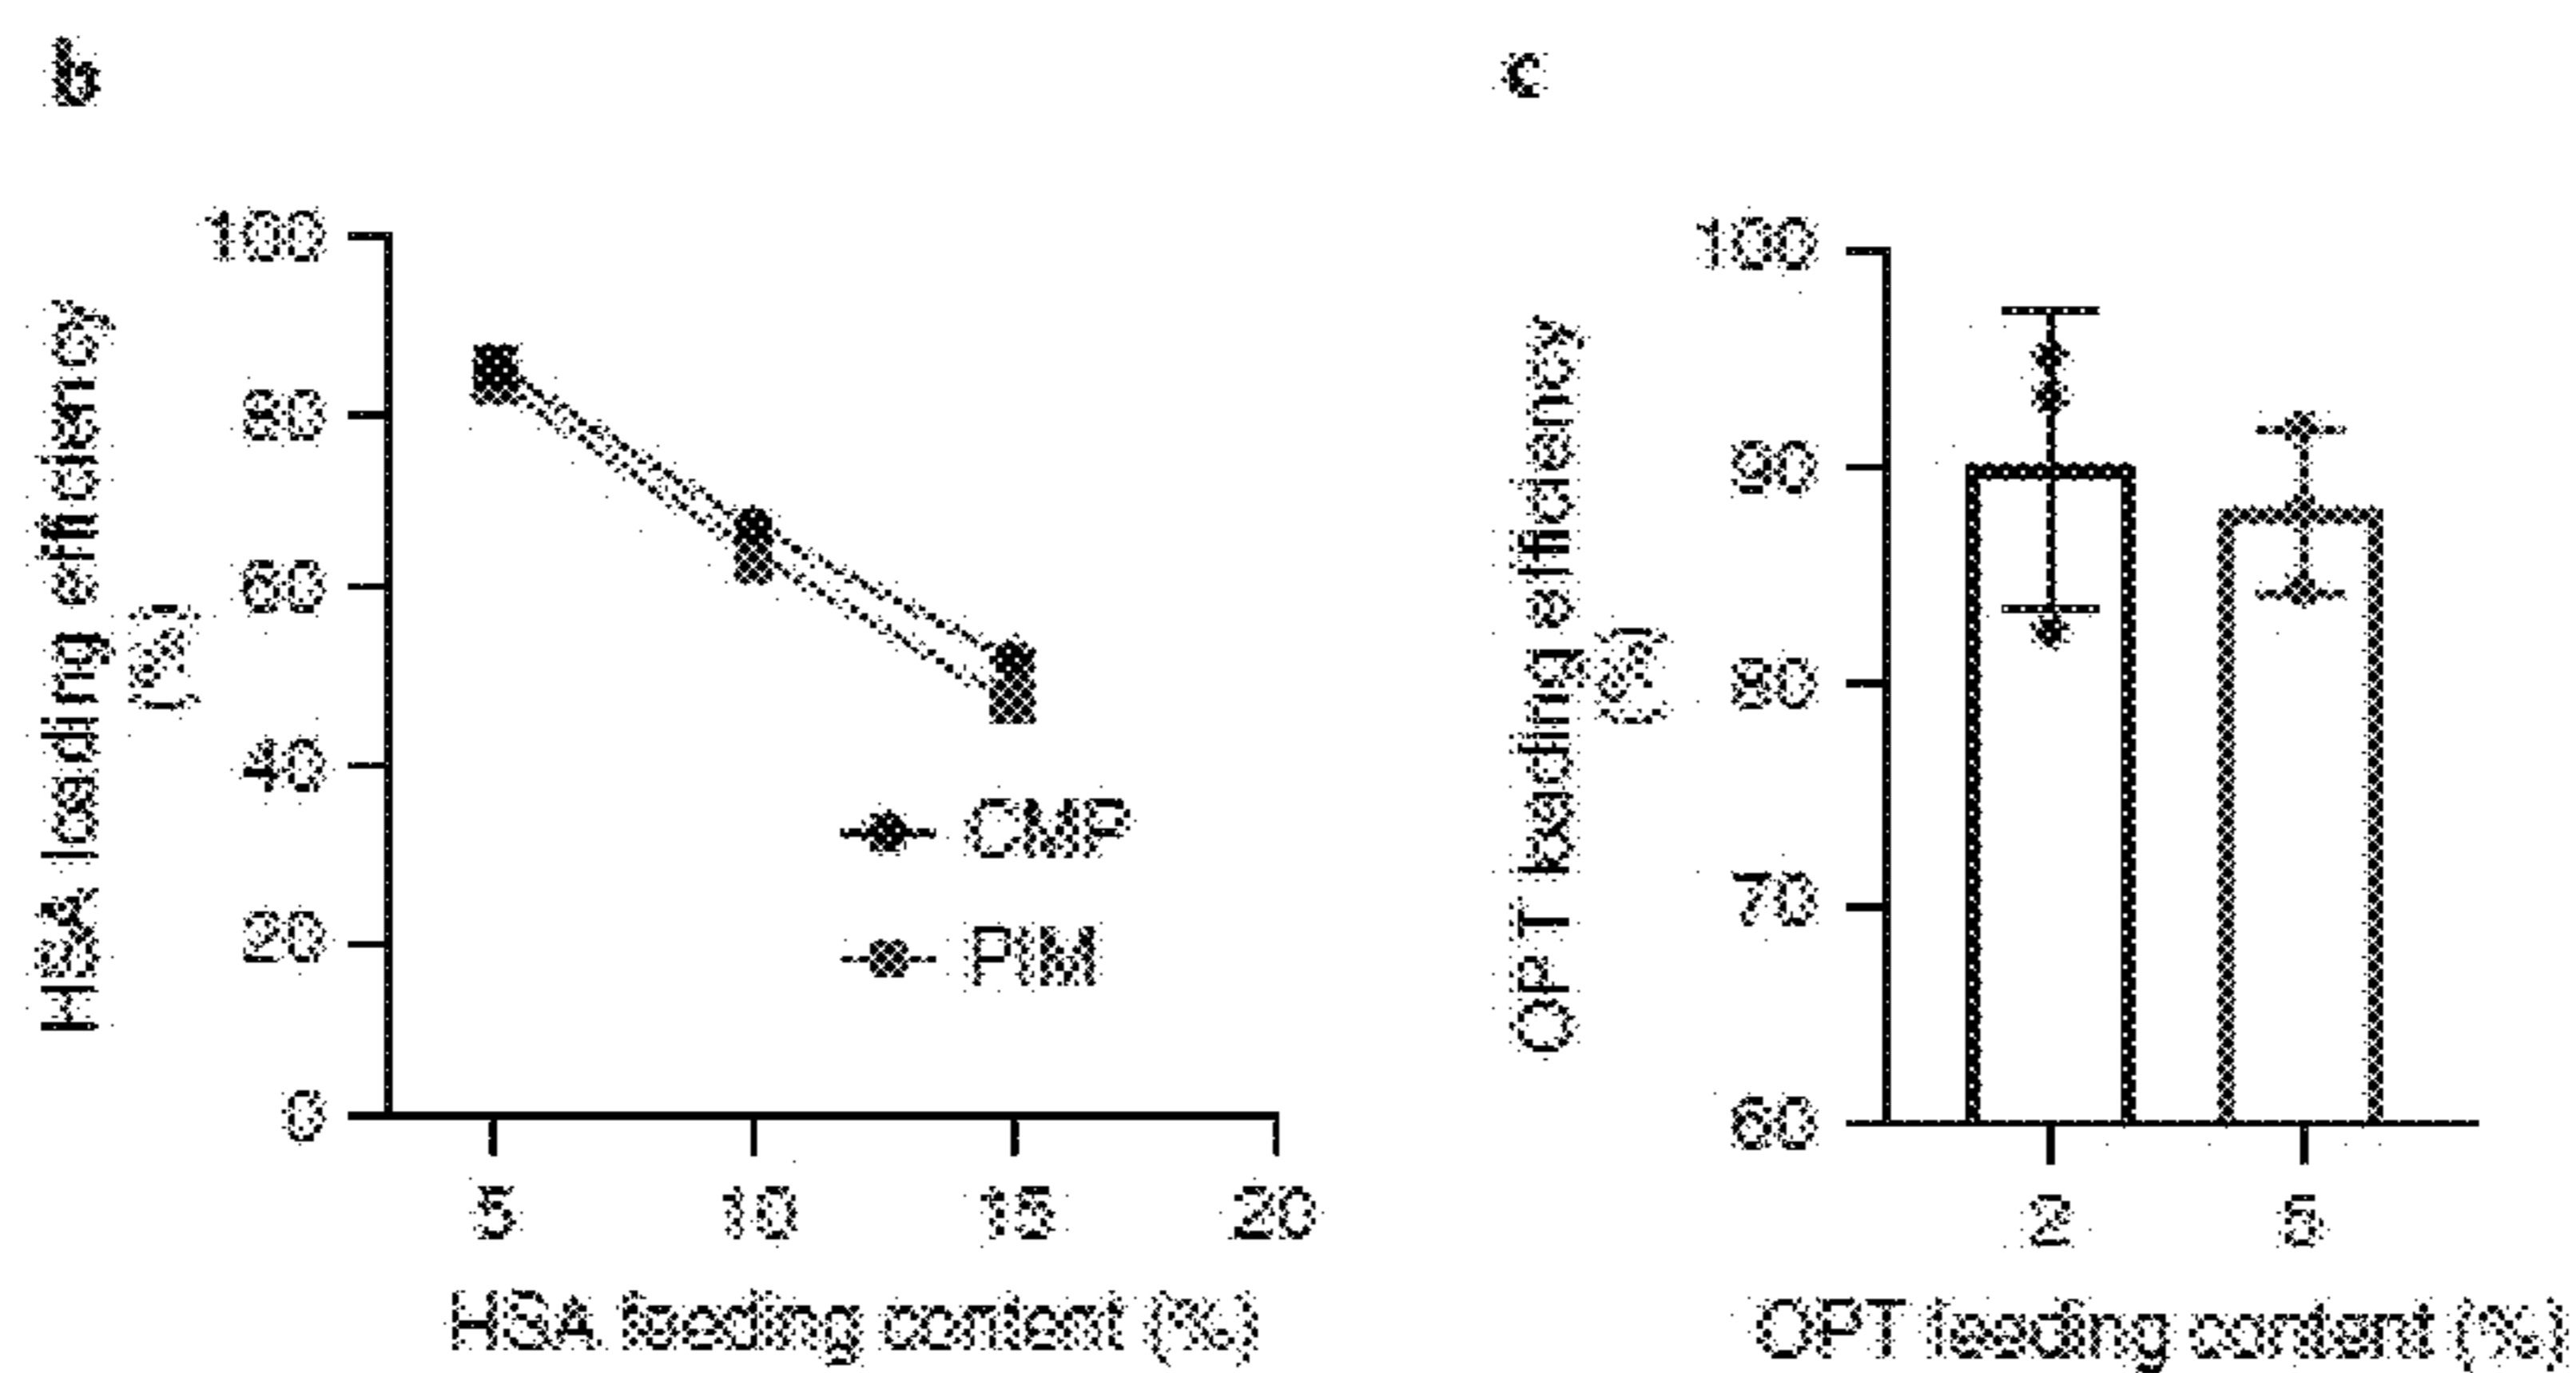 b
HSA loading efficiency
(%)
100
80
60
40
20
0
5
10
15
20
HSA feeding content (%)
CMP
PIM
c
OPT loading efficiency
(%)
100
90
80
70
60
2
5
OPT feeding content (%)